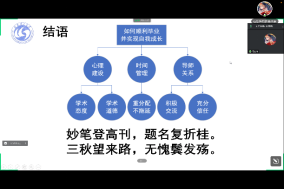 结语
如何顺利毕业
并实现自我成长
心理
建设
时间
管理
导师
关系
学术
态度
学术
道德
重分配
不拖延
积极
交流
充分
信任
妙笔登高刊，题名复折桂。
三秋望来路，无愧鬓发殇。